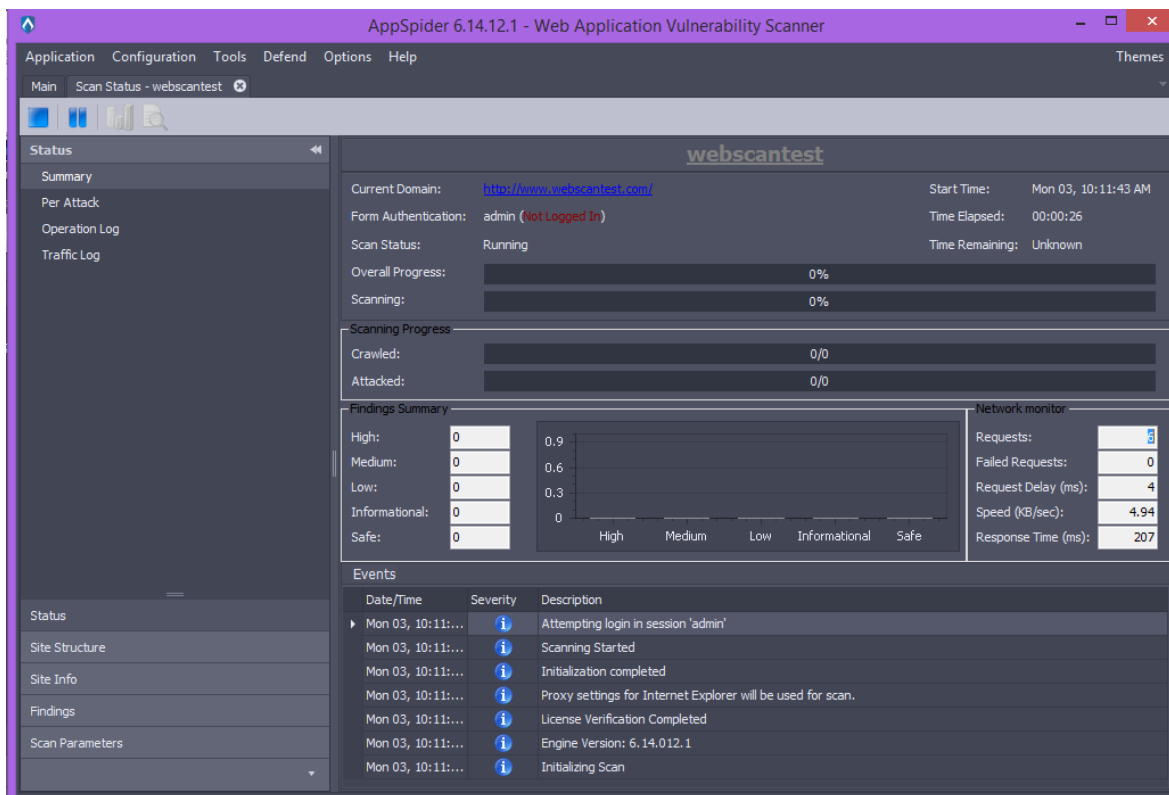 AppSpider 6.14.12.1 - Web Application Vulnerability Scanner
Application Configuration Tools Defend Options Help Themes
Main Scan Status - webscantest
Status
Summary
Per Attack
Operation Log
Traffic Log
Status
Site Structure
Site Info
Findings
Scan Parameters
webscantest
Current Domain: http://www.webscantest.com/ Start Time: Mon 03, 10:11:43 AM
Form Authentication: admin (Not Logged In) Time Elapsed: 00:00:26
Scan Status: Running Time Remaining: Unknown
Overall Progress: 0%
Scanning: 0%
Scanning Progress
Crawled: 0/0
Attacked: 0/0
Findings Summary
High: 0
Medium: 0
Low: 0
Informational: 0
Safe: 0
0.9
0.6
0.3
0
High Medium Low Informational Safe
Network monitor
Requests: 6
Failed Requests: 0
Request Delay (ms): 4
Speed (KB/sec): 4.94
Response Time (ms): 207
Events
Date/Time Severity Description
Mon 03, 10:11:... Attempting login in session 'admin'
Mon 03, 10:11:... Scanning Started
Mon 03, 10:11:... Initialization completed
Mon 03, 10:11:... Proxy settings for Internet Explorer will be used for scan.
Mon 03, 10:11:... License Verification Completed
Mon 03, 10:11:... Engine Version: 6.14.012.1
Mon 03, 10:11:... Initializing Scan